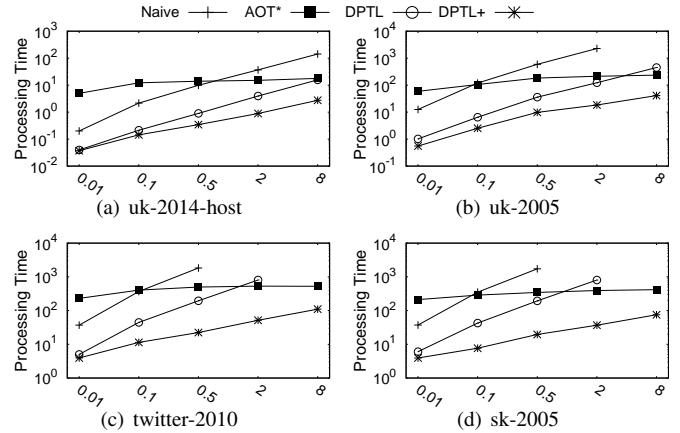 Naive AOT* DPTL DPTL+
Processing Time
10^3
10^2
10^1
10^0
10^-1
10^-2
0.01 0.1 0.5 2 8
(a) uk-2014-host
Processing Time
10^4
10^3
10^2
10^1
10^0
10^-1
0.01 0.1 0.5 2 8
(b) uk-2005
Processing Time
10^4
10^3
10^2
10^1
10^0
0.01 0.1 0.5 2 8
(c) twitter-2010
Processing Time
10^4
10^3
10^2
10^1
10^0
0.01 0.1 0.5 2 8
(d) sk-2005